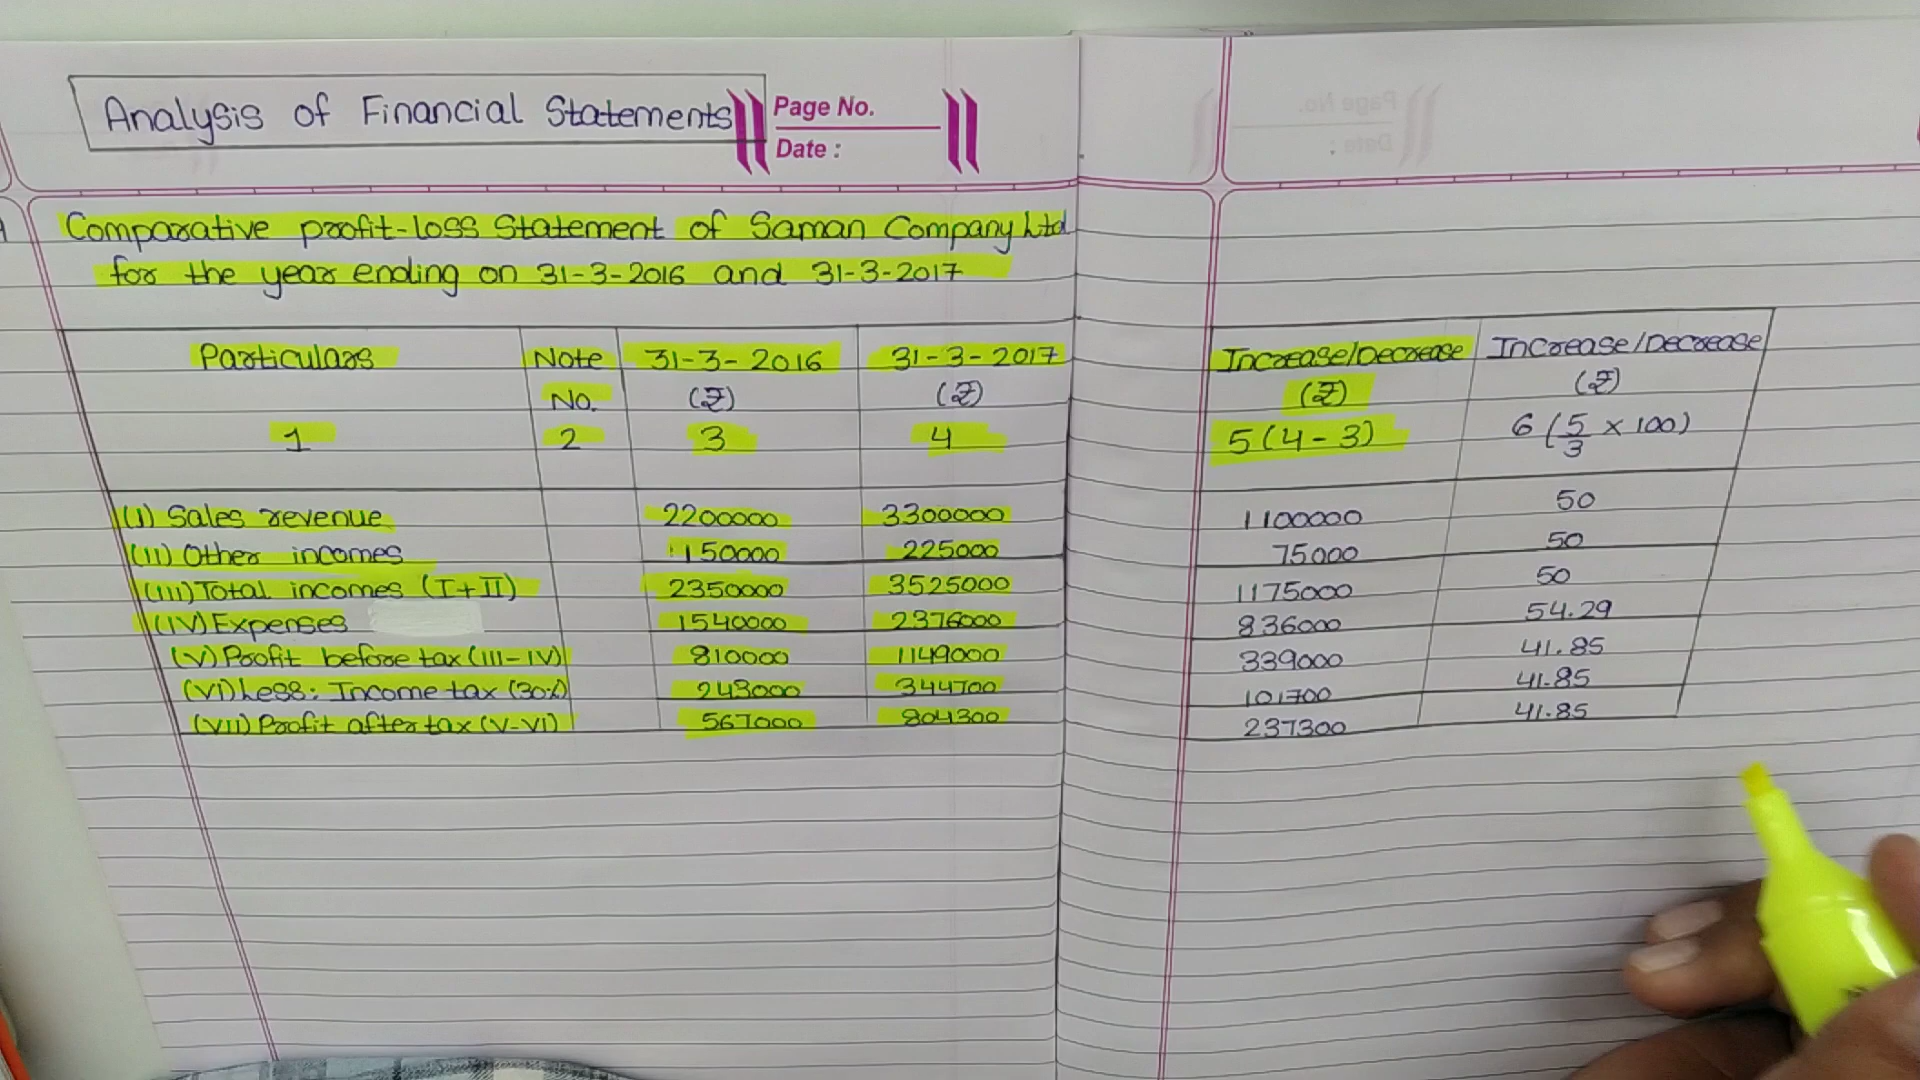 Analysis of Financial Statements
Page No.
Date :
Comparative profit-loss Statement of Saman Company Ltd
for the year ending on 31-3-2016 and 31-3-2017
Particulars Note 31-3-2016 31-3-2017 Increase/Decrease Increase/Decrease
No. (₹) (₹) (₹) (₹)
1 2 3 4 5(4-3) 6(5/3 x 100)
(I) Sales revenue 2200000 3300000 1100000 50
(II) Other incomes 150000 225000 75000 50
(III) Total incomes (I+II) 2350000 3525000 1175000 50
(IV) Expenses 1540000 2376000 836000 54.29
(V) Profit before tax (III-IV) 810000 1149000 339000 41.85
(VI) Less: Income tax (30%) 243000 344700 101700 41.85
(VII) Profit after tax (V-VI) 567000 804300 237300 41.85